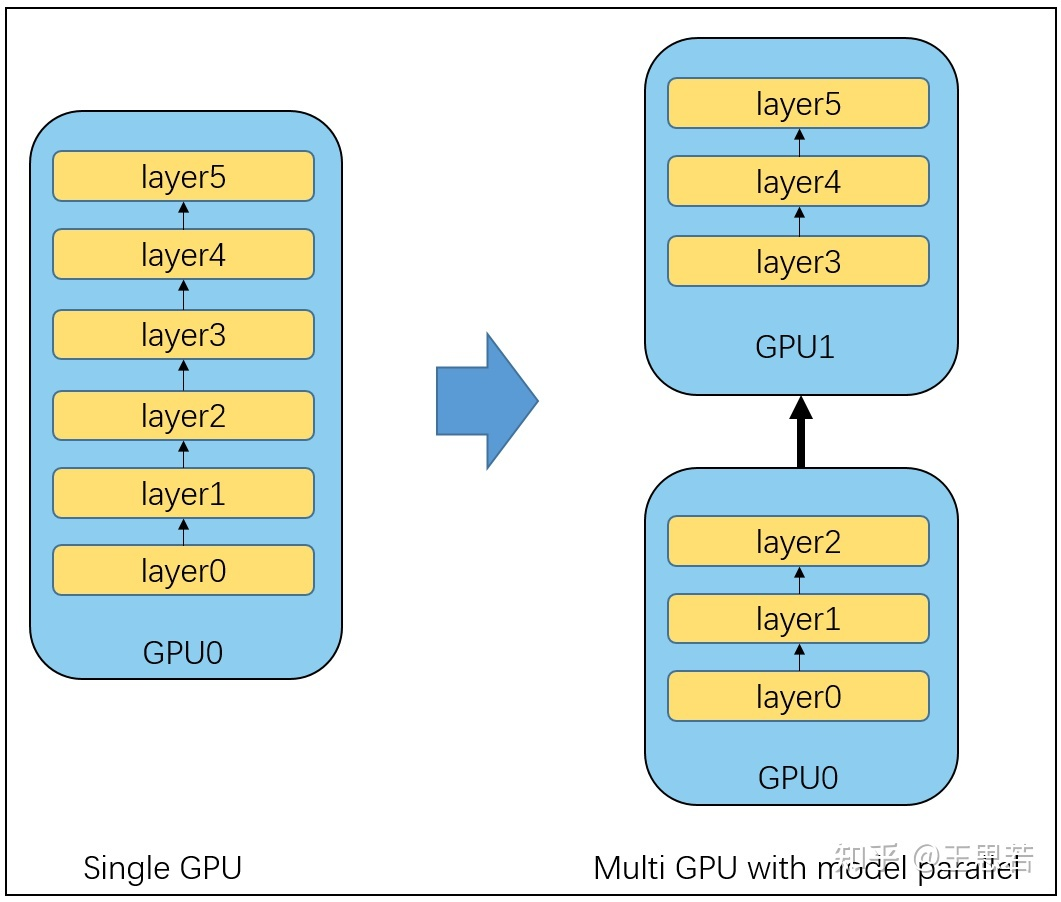 layer5
layer4
layer3
layer2
layer1
layer0
GPU0
Single GPU
layer5
layer4
layer3
GPU1
layer2
layer1
layer0
GPU0
Multi GPU with model parallel
知乎 @王思若